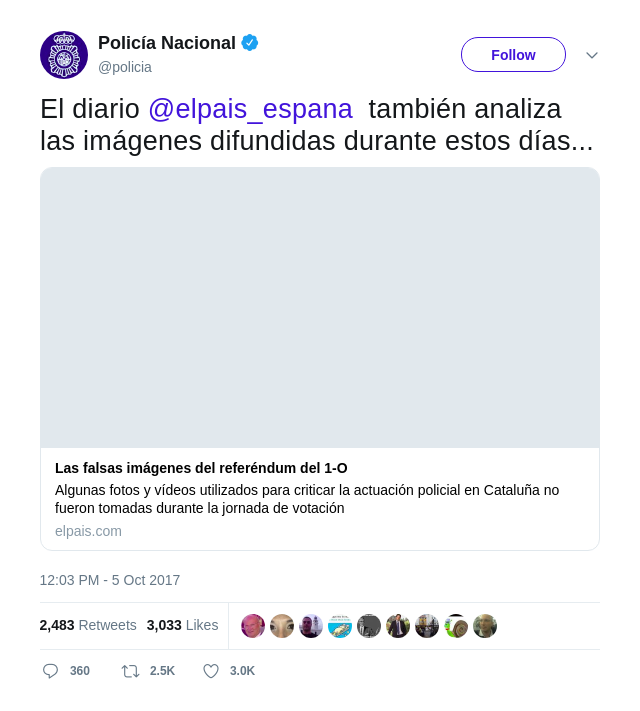 Policía Nacional
@policia
Follow
El diario @elpais_espana también analiza
las imágenes difundidas durante estos días...
Las falsas imágenes del referéndum del 1-O
Algunas fotos y vídeos utilizados para criticar la actuación policial en Cataluña no
fueron tomadas durante la jornada de votación
elpais.com
12:03 PM - 5 Oct 2017
2,483 Retweets 3,033 Likes
360 2.5K 3.0K